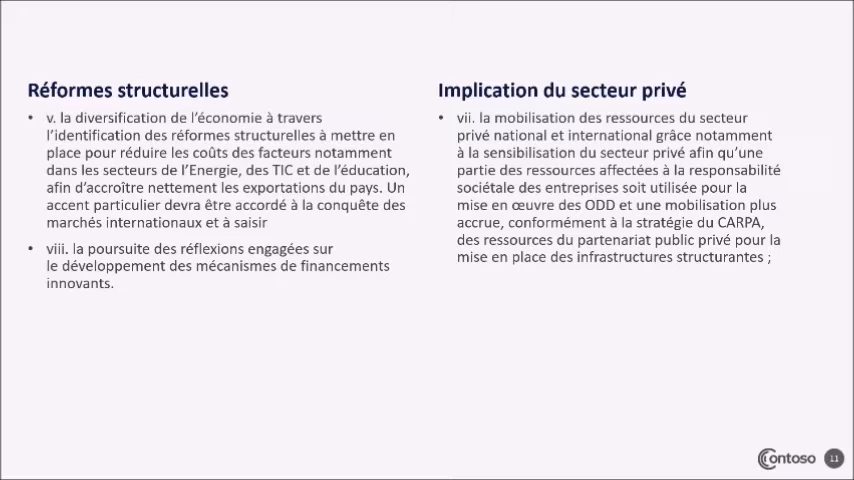 Réformes structurelles
• v. la diversification de l'économie à travers
l'identification des réformes structurelles à mettre en
place pour réduire les coûts des facteurs notamment
dans les secteurs de l'Energie, des TIC et de l'éducation,
afin d'accroître nettement les exportations du pays. Un
accent particulier devra être accordé à la conquête des
marchés internationaux et à saisir
• viii. la poursuite des réflexions engagées sur
le développement des mécanismes de financements
innovants.
Implication du secteur privé
• vii. la mobilisation des ressources du secteur
privé national et international grâce notamment
à la sensibilisation du secteur privé afin qu'une
partie des ressources affectées à la responsabilité
sociétale des entreprises soit utilisée pour la
mise en œuvre des ODD et une mobilisation plus
accrue, conformément à la stratégie du CARPA,
des ressources du partenariat public privé pour la
mise en place des infrastructures structurantes ;
Contoso
11